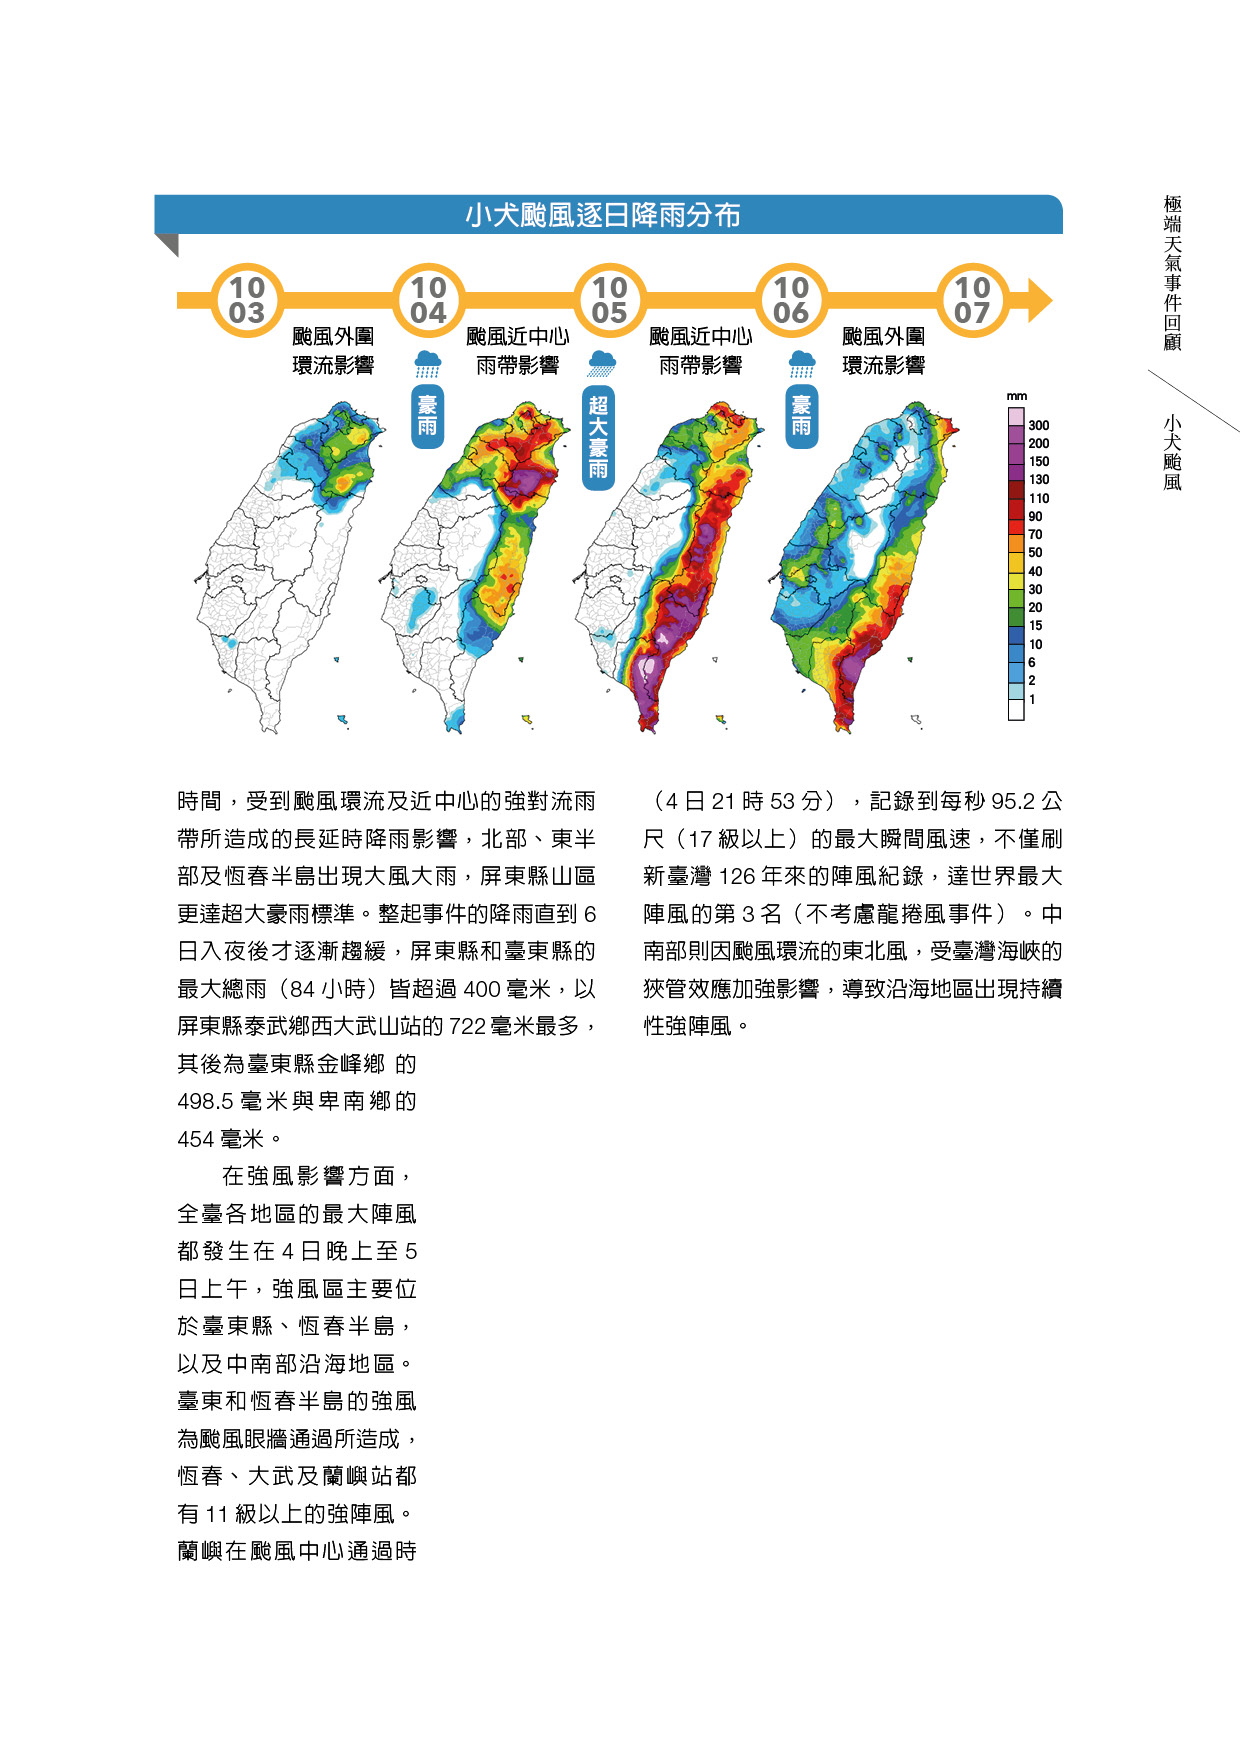 極端天氣事件回顧
小犬颱風
小犬颱風逐日降雨分布
10
03
10
04
10
05
10
06
10
07
颱風外圍
環流影響
颱風近中心
雨帶影響
颱風近中心
雨帶影響
颱風外圍
環流影響
豪雨
超大豪雨
豪雨
mm
300
200
150
130
110
90
70
50
40
30
20
15
10
6
2
1
時間，受到颱風環流及近中心的強對流雨
帶所造成的長延時降雨影響，北部、東半
部及恆春半島出現大風大雨，屏東縣山區
更達超大豪雨標準。整起事件的降雨直到 6
日入夜後才逐漸趨緩，屏東縣和臺東縣的
最大總雨（84 小時）皆超過 400 毫米，以
屏東縣泰武鄉西大武山站的 722 毫米最多，
其後為臺東縣金峰鄉 的
498.5 毫米與卑南鄉的
454 毫米。
在強風影響方面，
全臺各地區的最大陣風
都發生在 4 日晚上至 5
日上午，強風區主要位
於臺東縣、恆春半島，
以及中南部沿海地區。
臺東和恆春半島的強風
為颱風眼牆通過所造成，
恆春、大武及蘭嶼站都
有 11 級以上的強陣風。
蘭嶼在颱風中心通過時
（4 日 21 時 53 分），記錄到每秒 95.2 公
尺（17 級以上）的最大瞬間風速，不僅刷
新臺灣 126 年來的陣風紀錄，達世界最大
陣風的第 3 名（不考慮龍捲風事件）。中
南部則因颱風環流的東北風，受臺灣海峽的
狹管效應加強影響，導致沿海地區出現持續
性強陣風。